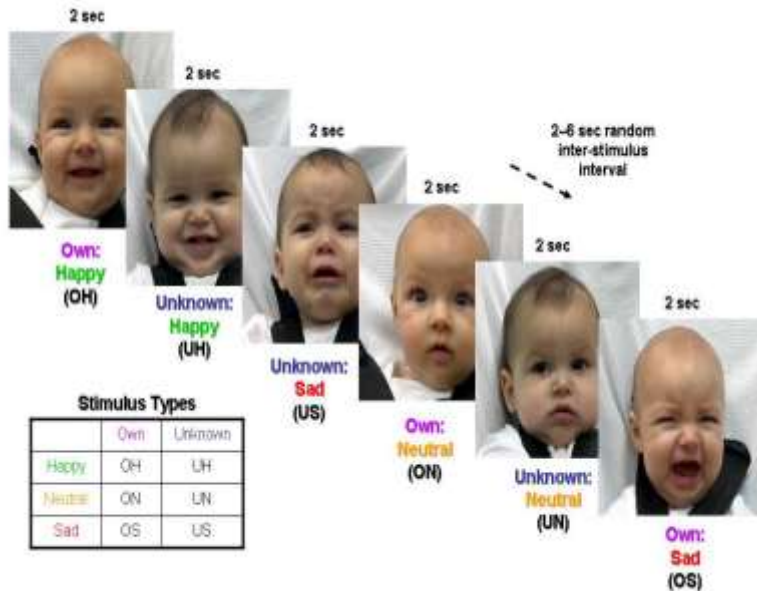 2 sec
Own:
Happy
(OH)
2 sec
Unknown:
Happy
(UH)
2 sec
Unknown:
Sad
(US)
2 sec
Own:
Neutral
(ON)
2 sec
Unknown:
Neutral
(UN)
2 sec
Own:
Sad
(OS)
2–6 sec random
inter-stimulus
interval
Stimulus Types
Own Unknown
Happy OH UH
Neutral ON UN
Sad OS US